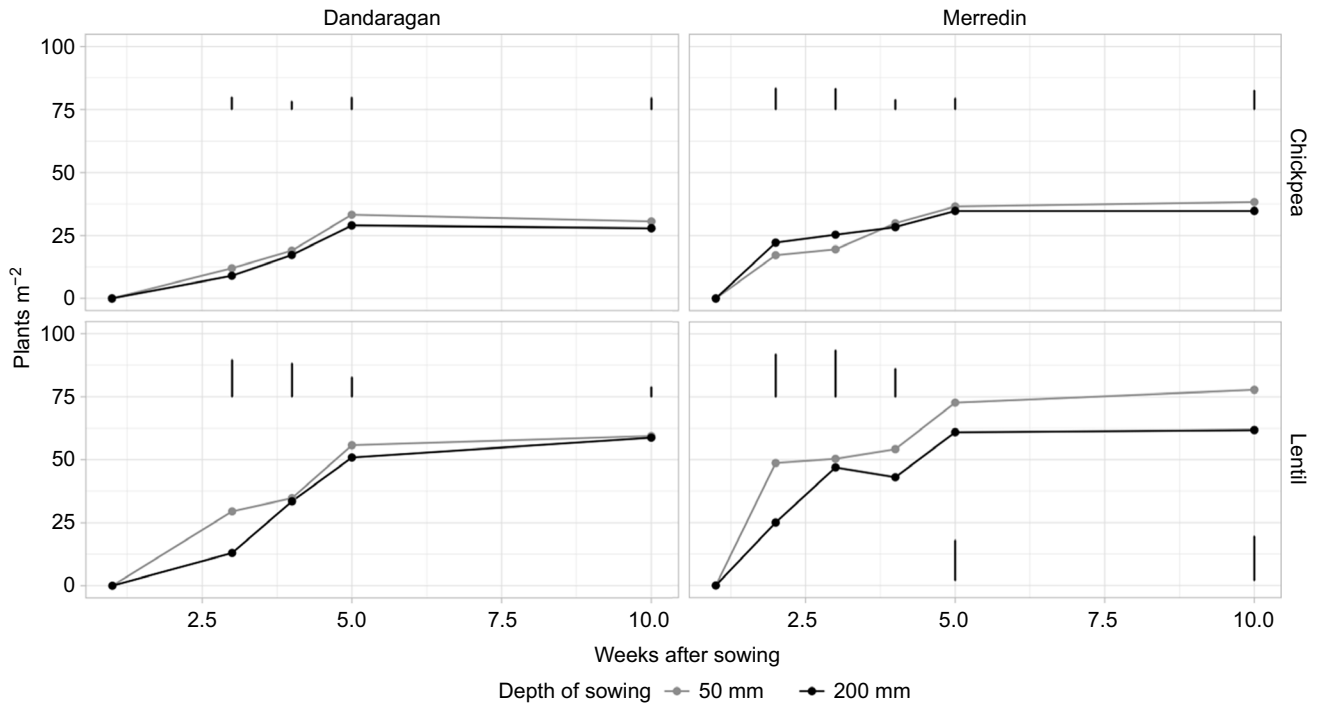 Dandaragan Merredin
100
75
50
25
0
Chickpea
100
75
50
25
0
Lentil
Plants m⁻²
2.5 5.0 7.5 10.0 2.5 5.0 7.5 10.0
Weeks after sowing
Depth of sowing 50 mm 200 mm